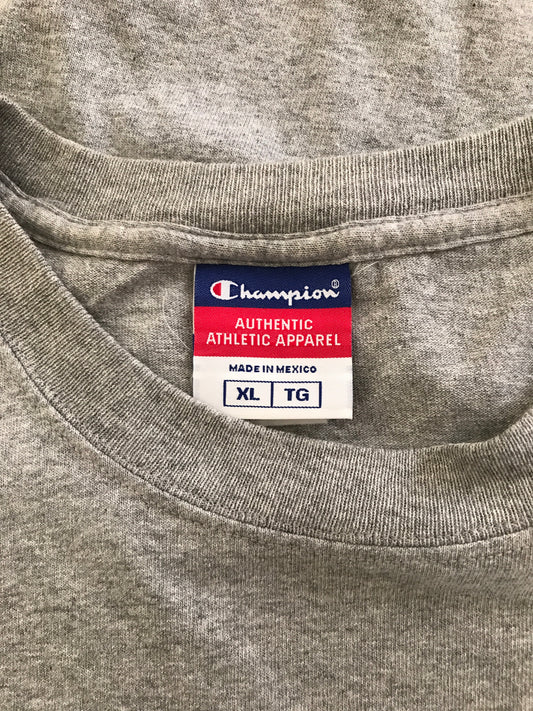 Champion®
AUTHENTIC
ATHLETIC APPAREL
MADE IN MEXICO
XL TG